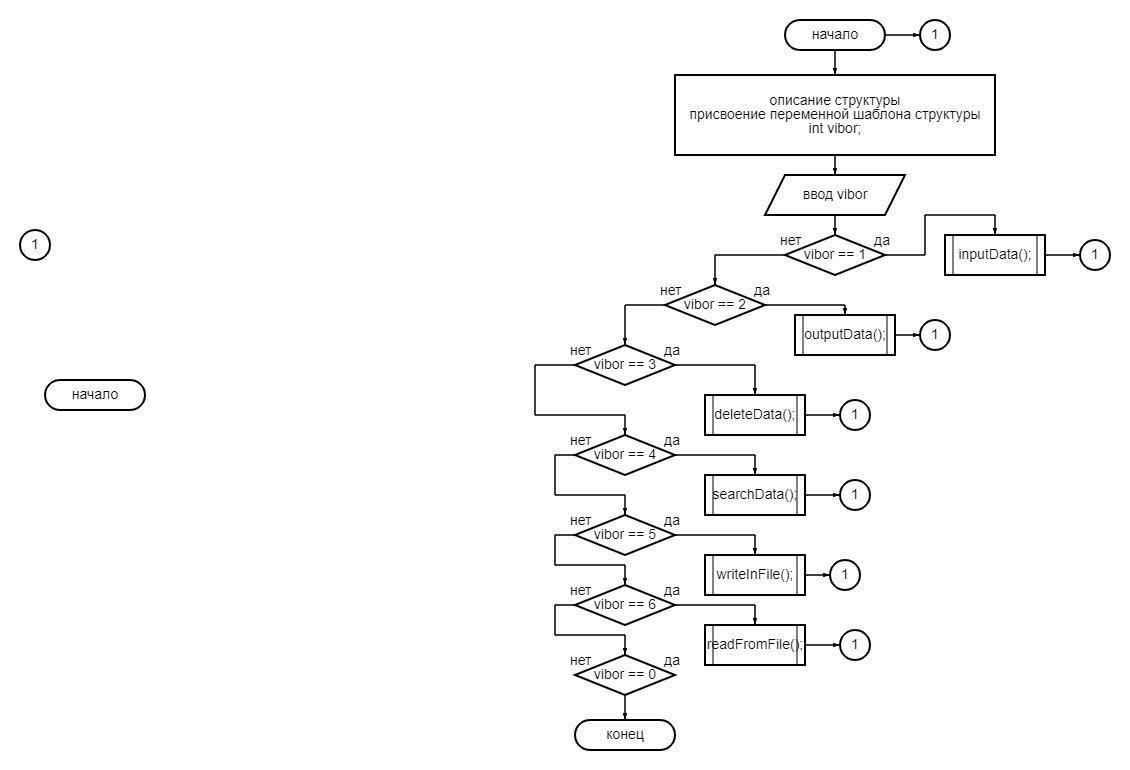 начало
1
описание структуры
присвоение переменной шаблона структуры
int vibor;
ввод vibor
1
нет
да
vibor == 1
inputData();
1
нет
да
vibor == 2
outputData();
1
нет
да
vibor == 3
начало
deleteData();
1
нет
да
vibor == 4
searchData();
1
нет
да
vibor == 5
writeInFile();
1
нет
да
vibor == 6
readFromFile();
1
нет
да
vibor == 0
конец